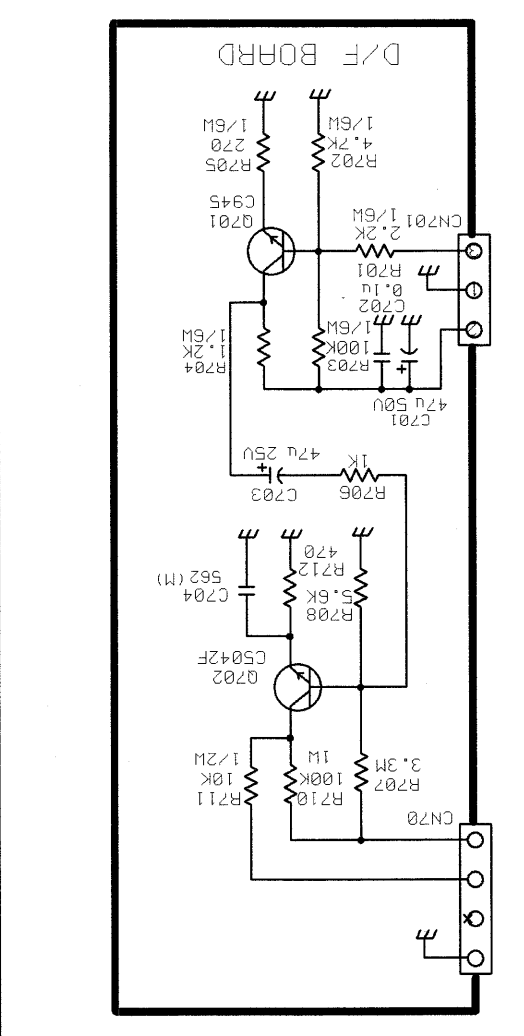 CN70
R707
3.3M
R710
100K
1W
R711
10K
1/2W
Q702
C5042F
R708
5.6K
R712
470
C704
562(M)
R706
1K
C703
47u 25V
C701
47u 50V
R703
100K
1/6W
R704
1.2K
1/6W
C702
0.1u
R701
2.2K
1/6W
CN701
Q701
C945
R702
4.7K
1/6W
R705
270
1/6W
D/F BOARD